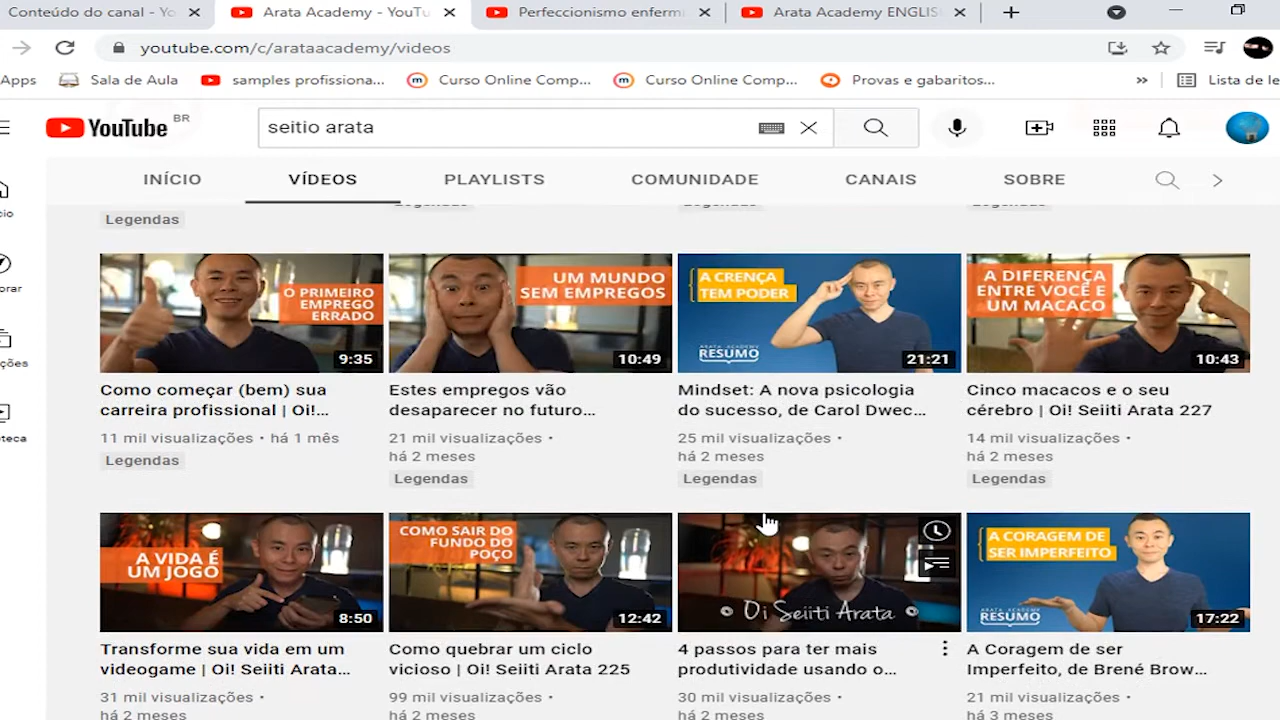 Conteúdo do canal - Yo
Arata Academy - YouTu
Perfeccionismo enfermi
Arata Academy ENGLIS
youtube.com/c/arataacademy/videos
Apps
Sala de Aula
samples profissiona...
Curso Online Comp...
Curso Online Comp...
Provas e gabaritos...
»
Lista de le
YouTube BR
seitio arata
INÍCIO
VÍDEOS
PLAYLISTS
COMUNIDADE
CANAIS
SOBRE
Legendas
Legendas
Legendas
Legendas
O PRIMEIRO
EMPREGO
ERRADO
9:35
UM MUNDO
SEM EMPREGOS
10:49
A CRENÇA
TEM PODER
ARATA ACADEMY
RESUMO
21:21
A DIFERENÇA
ENTRE VOCÊ E
UM MACACO
10:43
Como começar (bem) sua
carreira profissional | Oi!...
11 mil visualizações • há 1 mês
Legendas
Estes empregos vão
desaparecer no futuro...
21 mil visualizações •
há 2 meses
Legendas
Mindset: A nova psicologia
do sucesso, de Carol Dwec...
25 mil visualizações •
há 2 meses
Legendas
Cinco macacos e o seu
cérebro | Oi! Seiiti Arata 227
14 mil visualizações •
há 2 meses
Legendas
A VIDA É
UM JOGO
8:50
COMO SAIR DO
FUNDO DO
POÇO
12:42
Oi Seiiti Arata
A CORAGEM DE
SER IMPERFEITO
ARATA ACADEMY
RESUMO
17:22
Transforme sua vida em um
videogame | Oi! Seiiti Arata...
31 mil visualizações •
há 2 meses
Como quebrar um ciclo
vicioso | Oi! Seiiti Arata 225
99 mil visualizações •
há 2 meses
4 passos para ter mais
produtividade usando o...
30 mil visualizações •
há 2 meses
A Coragem de ser
Imperfeito, de Brené Brow...
21 mil visualizações •
há 3 meses